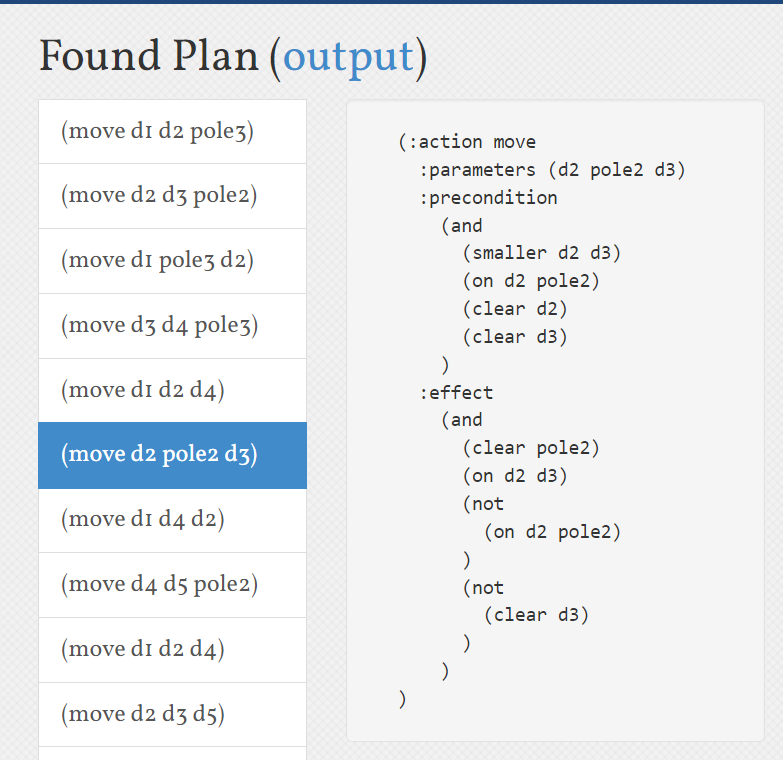 Found Plan (output)
(move d1 d2 pole3)
(move d2 d3 pole2)
(move d1 pole3 d2)
(move d3 d4 pole3)
(move d1 d2 d4)
(move d2 pole2 d3)
(move d1 d4 d2)
(move d4 d5 pole2)
(move d1 d2 d4)
(move d2 d3 d5)
(:action move
  :parameters (d2 pole2 d3)
  :precondition
    (and
      (smaller d2 d3)
      (on d2 pole2)
      (clear d2)
      (clear d3)
    )
  :effect
    (and
      (clear pole2)
      (on d2 d3)
      (not
        (on d2 pole2)
      )
      (not
        (clear d3)
      )
    )
)